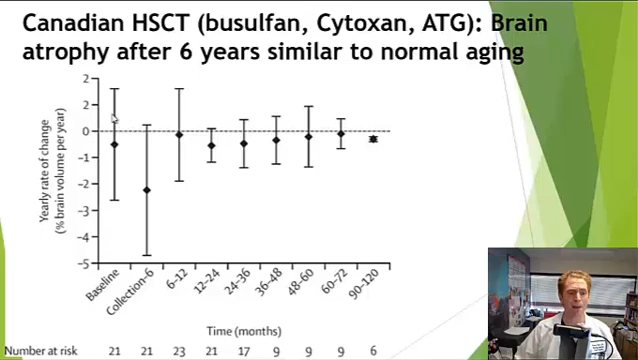 Canadian HSCT (busulfan, Cytoxan, ATG): Brain
atrophy after 6 years similar to normal aging
Yearly rate of change
(% brain volume per year)
2
2
0
-1
-2
-3
-4
-5
Baseline
Collection-6
6-12
12-24
24-36
36-48
48-60
60-72
90-120
Time (months)
Number at risk 21 21 23 21 17 9 9 9 6